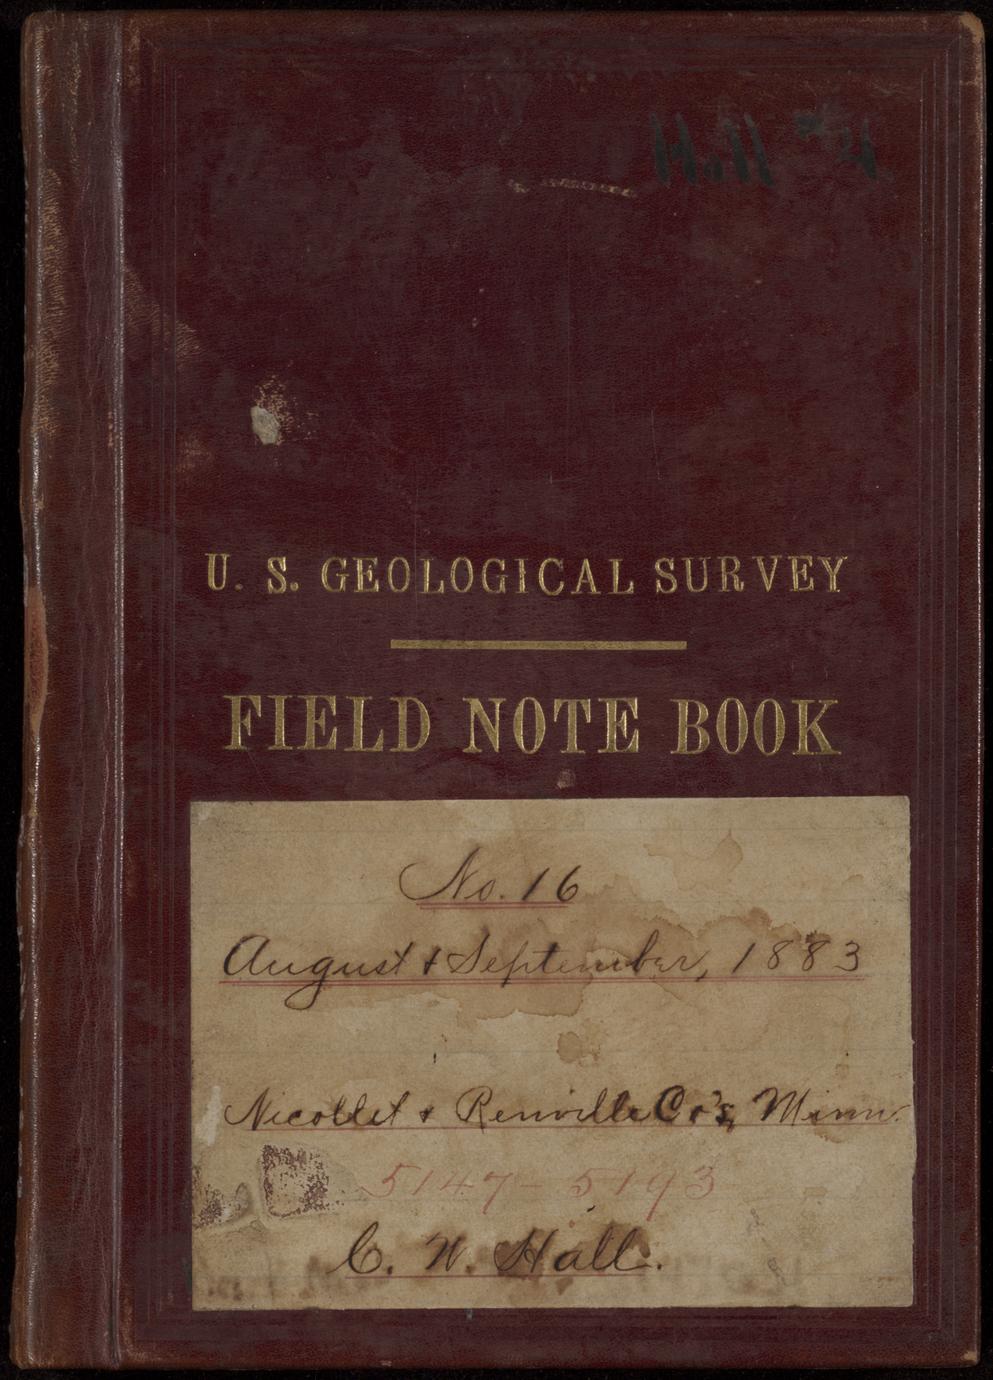 Hall #4
U. S. GEOLOGICAL SURVEY
FIELD NOTE BOOK
No. 16
August & September, 1883
Nicollet & Renville Co's, Minn.
5147 - 5193
C. W. Hall.